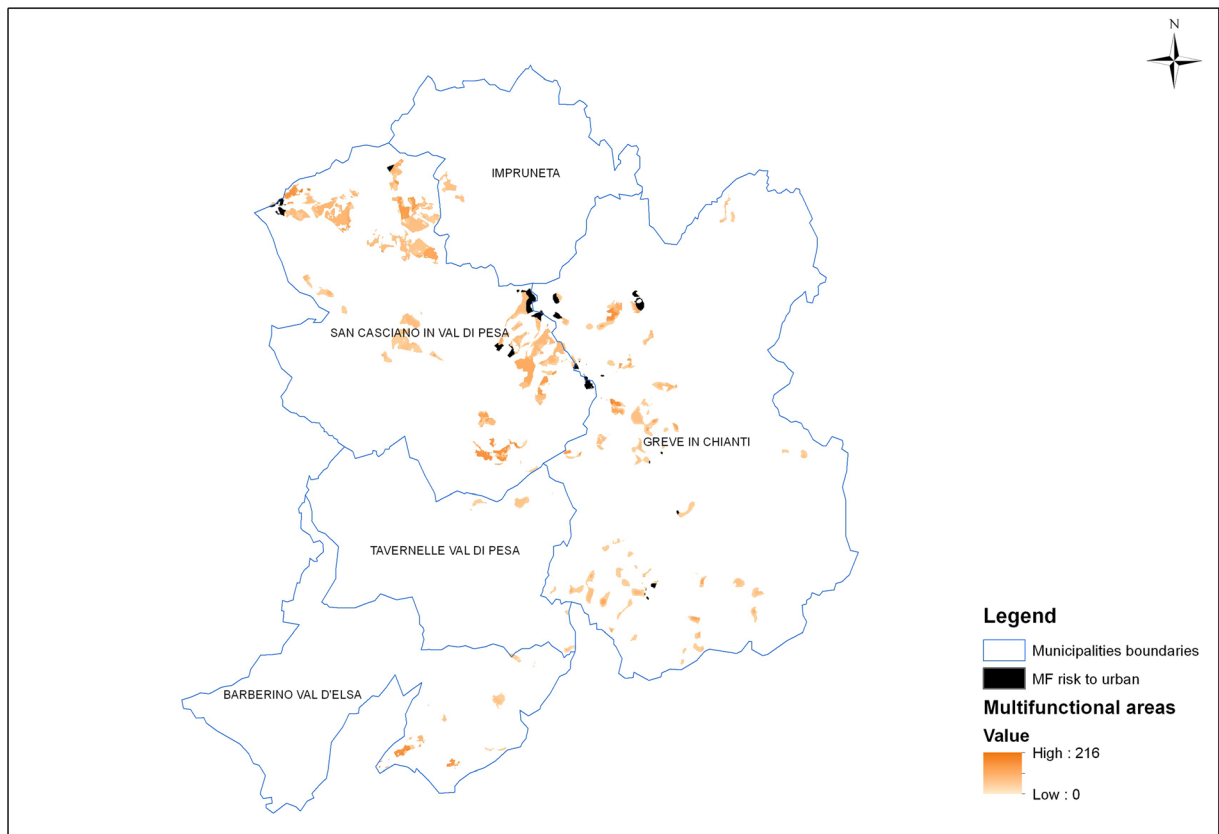 N
IMPRUNETA
SAN CASCIANO IN VAL DI PESA
GREVE IN CHIANTI
TAVERNELLE VAL DI PESA
BARBERINO VAL D'ELSA
Legend
Municipalities boundaries
MF risk to urban
Multifunctional areas
Value
High : 216
Low : 0